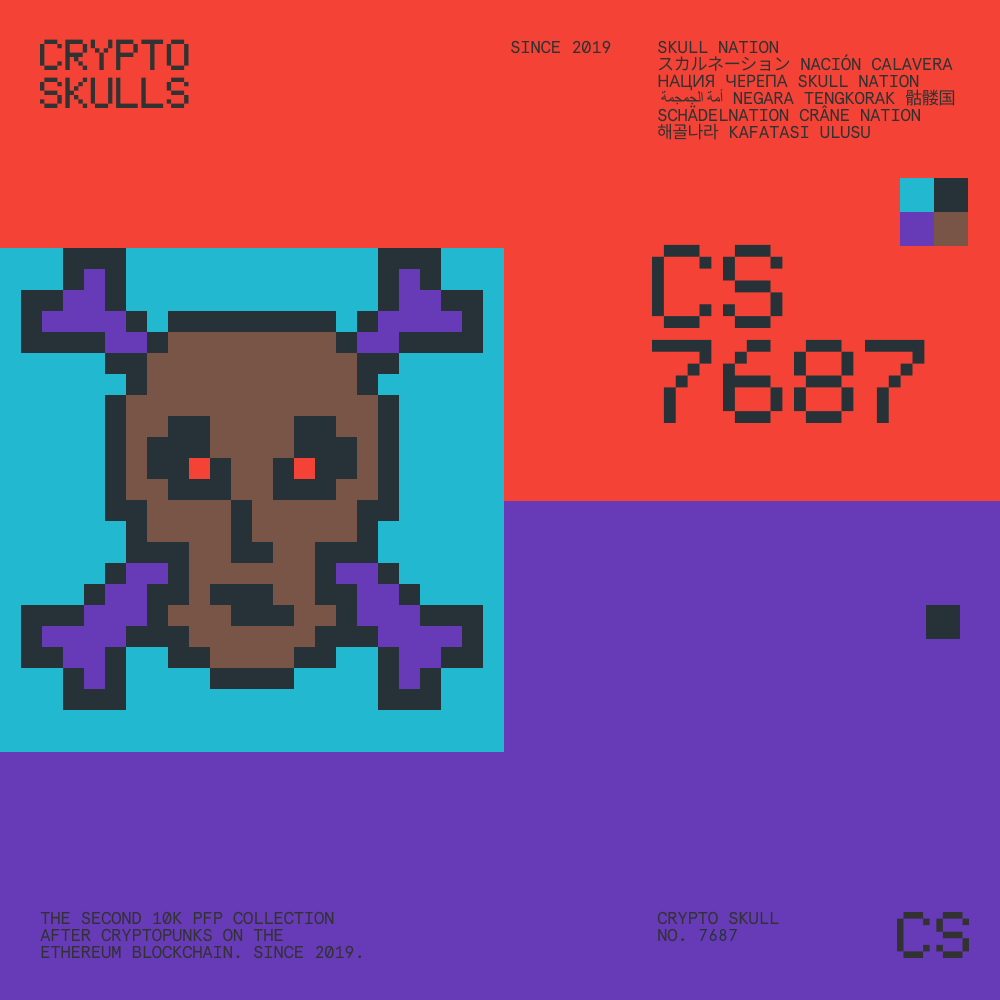 CRYPTO
SKULLS
SINCE 2019
SKULL NATION
スカルネーション NACIÓN CALAVERA
НАЦИЯ ЧЕРЕПА SKULL NATION
أمة الجمجمة NEGARA TENGKORAK 骷髅国
SCHÄDELNATION CRÂNE NATION
해골나라 KAFATASI ULUSU
CS
7687
THE SECOND 10K PFP COLLECTION
AFTER CRYPTOPUNKS ON THE
ETHEREUM BLOCKCHAIN. SINCE 2019.
CRYPTO SKULL
NO. 7687
CS